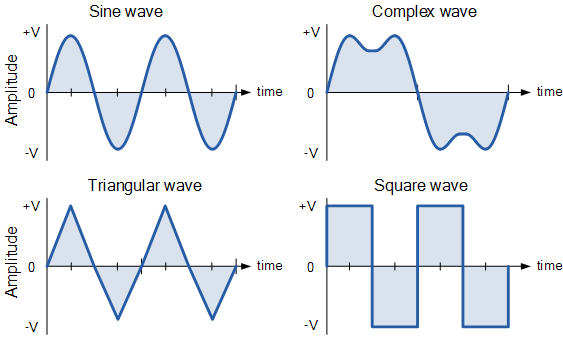 Sine wave
Complex wave
+V
Amplitude
0
time
-V
+V
0
time
-V
Triangular wave
Square wave
+V
Amplitude
0
time
-V
+V
0
time
-V